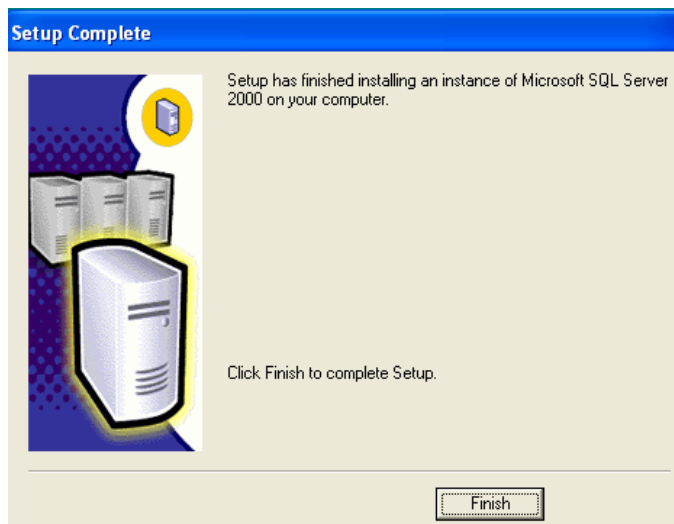 Setup Complete
Setup has finished installing an instance of Microsoft SQL Server
2000 on your computer.
Click Finish to complete Setup.
Finish